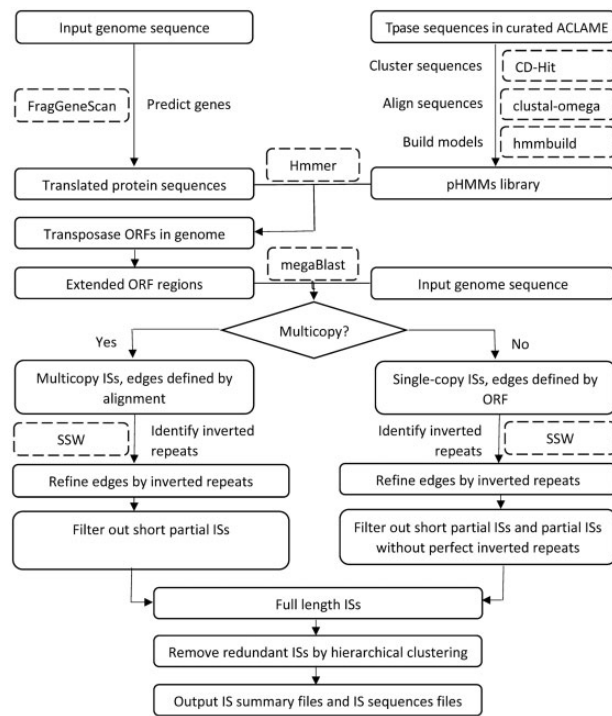 Input genome sequence
Tpase sequences in curated ACLAME
Cluster sequences
CD-Hit
FragGeneScan
Predict genes
Align sequences
clustal-omega
Build models
hmmbuild
Hmmer
Translated protein sequences
pHMMs library
Transposase ORFs in genome
megaBlast
Extended ORF regions
Input genome sequence
Multicopy?
Yes
No
Multicopy ISs, edges defined by
alignment
Single-copy ISs, edges defined by
ORF
SSW
Identify inverted
repeats
Identify inverted
repeats
SSW
Refine edges by inverted repeats
Refine edges by inverted repeats
Filter out short partial ISs
Filter out short partial ISs and partial ISs
without perfect inverted repeats
Full length ISs
Remove redundant ISs by hierarchical clustering
Output IS summary files and IS sequences files